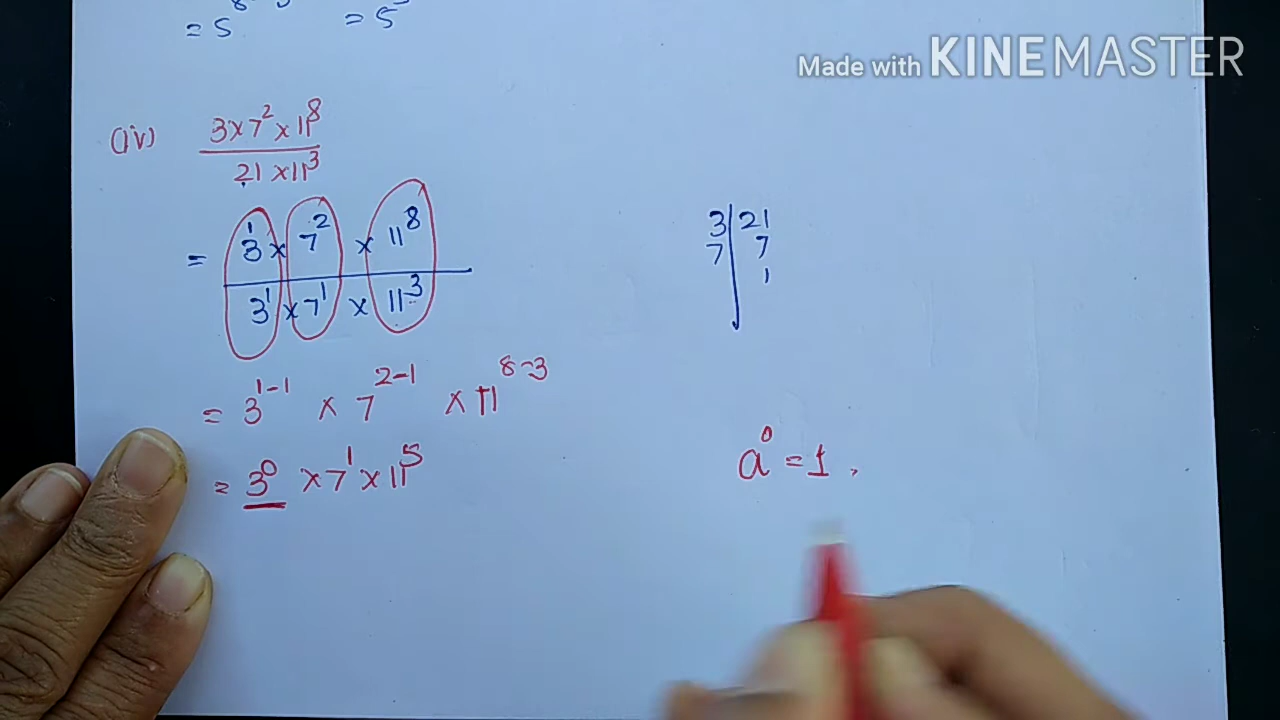 = 5⁸ = 5
Made with KINEMASTER
(iv) 3×7²×11⁸
21×11³
= 3¹ × 7² × 11⁸
3¹ × 7¹ × 11³
3 | 21
7 | 7
1
= 3¹⁻¹ × 7²⁻¹ × 11⁸⁻³
= 3⁰ × 7¹ × 11⁵
a⁰ = 1,